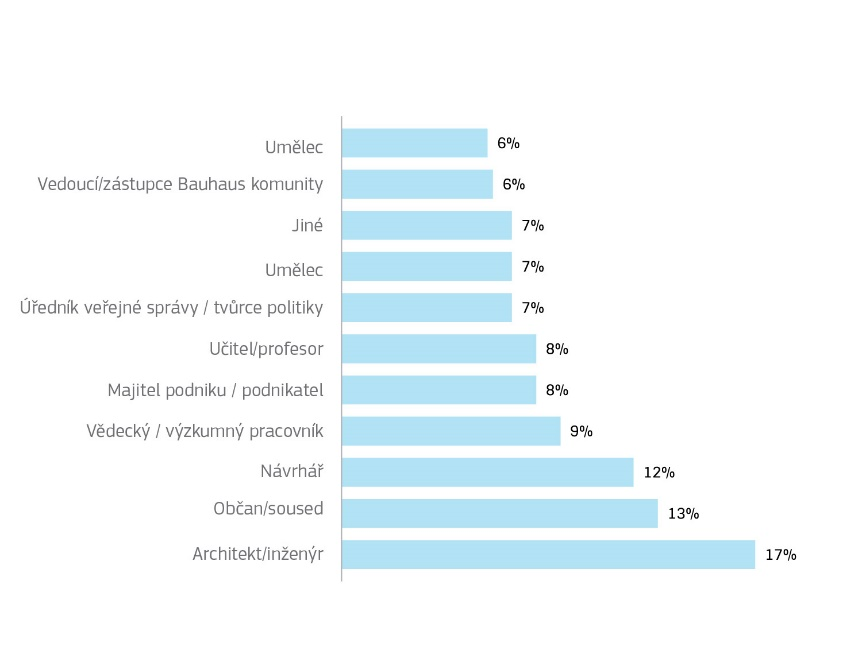 Umělec 6%
Vedoucí/zástupce Bauhaus komunity 6%
Jiné 7%
Umělec 7%
Úředník veřejné správy / tvůrce politiky 7%
Učitel/profesor 8%
Majitel podniku / podnikatel 8%
Vědecký / výzkumný pracovník 9%
Návrhář 12%
Občan/soused 13%
Architekt/inženýr 17%